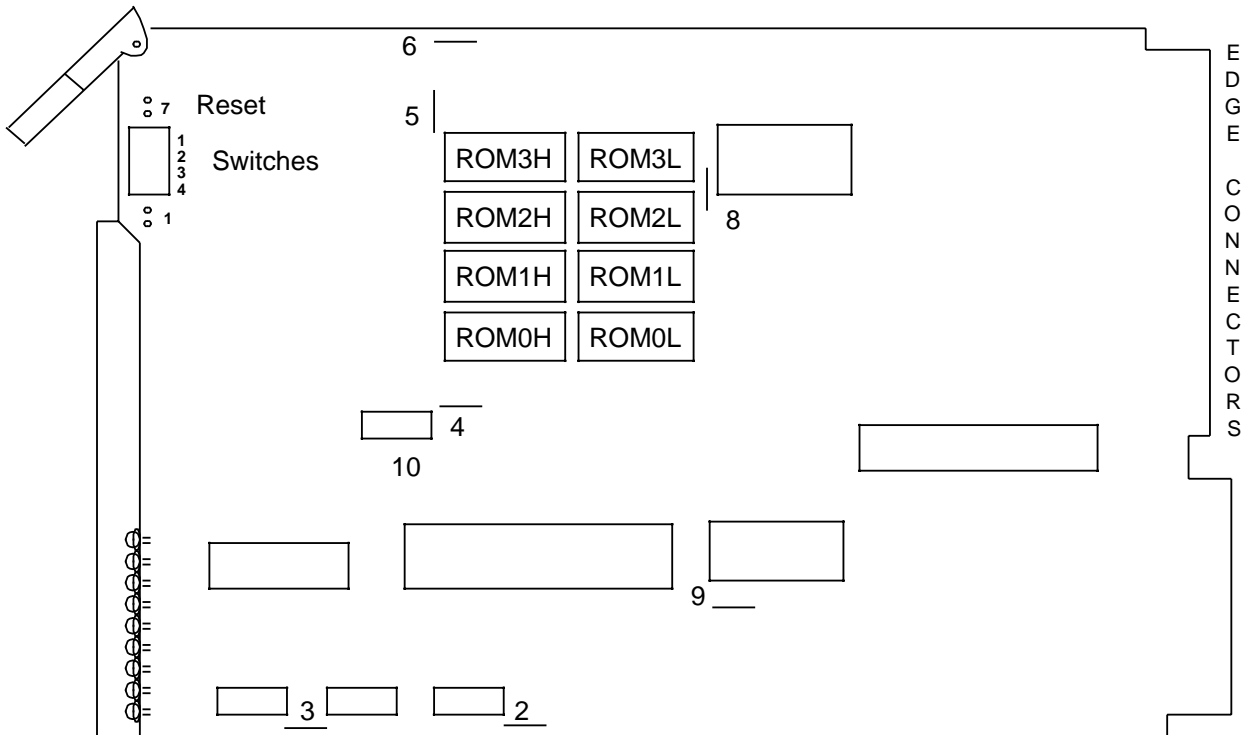 6
7 Reset
5
1
2
3
4
Switches
1
ROM3H ROM3L
ROM2H ROM2L
8
ROM1H ROM1L
ROM0H ROM0L
4
10
9
3
2
EDGE CONNECTORS